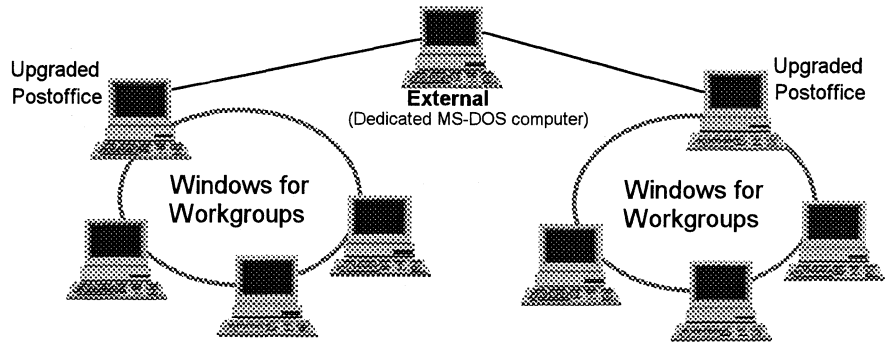 Upgraded
Postoffice
External
(Dedicated MS-DOS computer)
Upgraded
Postoffice
Windows for
Workgroups
Windows for
Workgroups